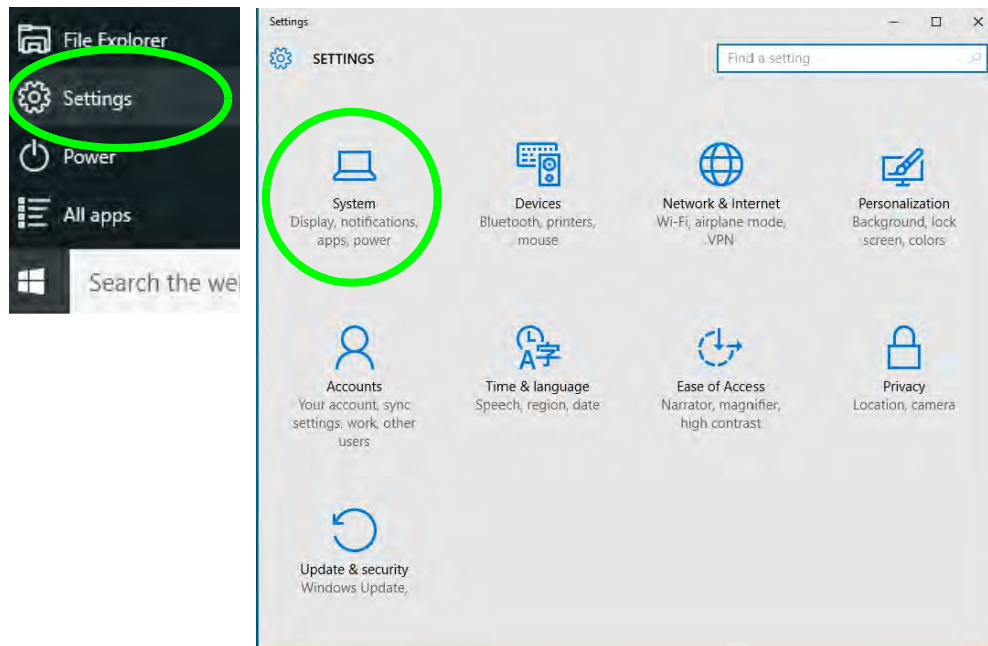 File Explorer
Settings
Power
All apps
Search the we
Settings
SETTINGS
Find a setting
System
Display, notifications,
apps, power
Devices
Bluetooth, printers,
mouse
Network & Internet
Wi-Fi, airplane mode,
VPN
Personalization
Background, lock
screen, colors
Accounts
Your account, sync
settings, work, other
users
Time & language
Speech, region, date
Ease of Access
Narrator, magnifier,
high contrast
Privacy
Location, camera
Update & security
Windows Update,